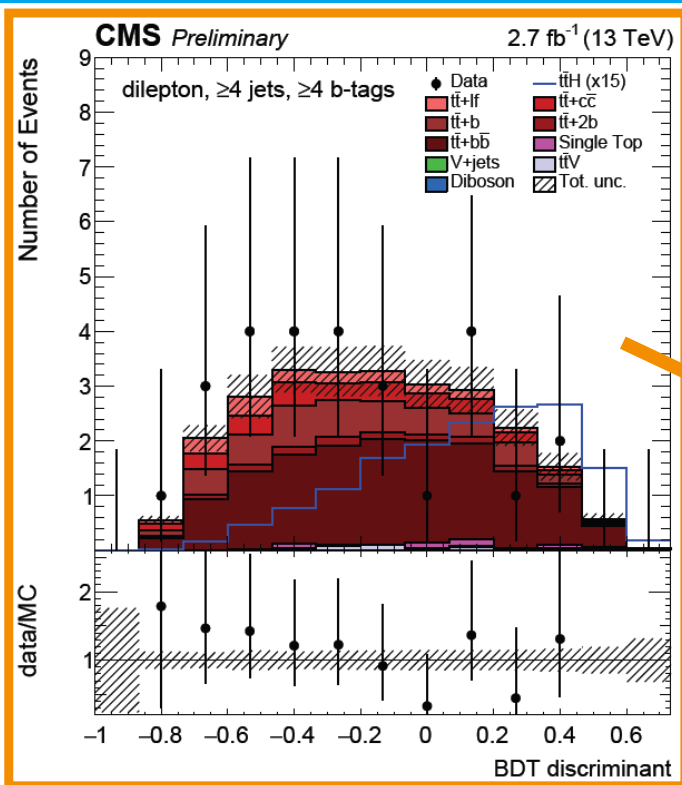 CMS Preliminary 2.7 fb⁻¹ (13 TeV)
Number of Events
9
8
7
6
5
4
3
2
1
dilepton, ≥4 jets, ≥4 b-tags
Data
tt̄H (x15)
tt̄+lf
tt̄+cc̄
tt̄+b
tt̄+2b
tt̄+bb̄
Single Top
V+jets
tt̄V
Diboson
Tot. unc.
data/MC
2
1
−1 −0.8 −0.6 −0.4 −0.2 0 0.2 0.4 0.6
BDT discriminant